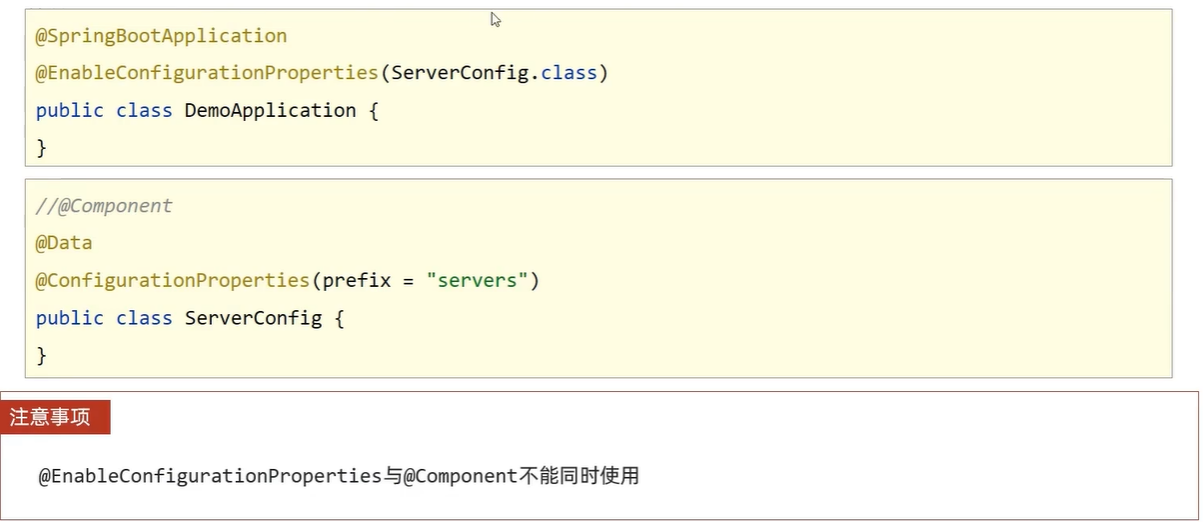 @SpringBootApplication
@EnableConfigurationProperties(ServerConfig.class)
public class DemoApplication {
}
//@Component
@Data
@ConfigurationProperties(prefix = "servers")
public class ServerConfig {
}
注意事项
@EnableConfigurationProperties与@Component不能同时使用